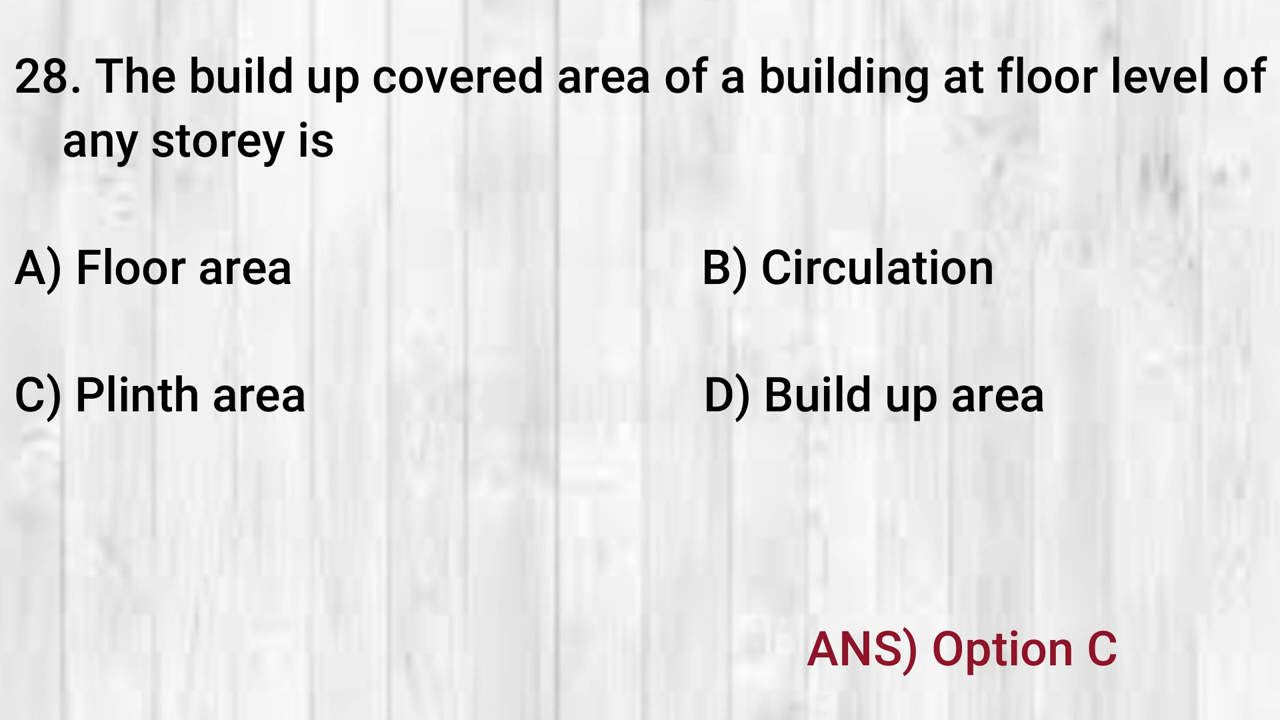 28. The build up covered area of a building at floor level of
any storey is
A) Floor area
B) Circulation
C) Plinth area
D) Build up area
ANS) Option C